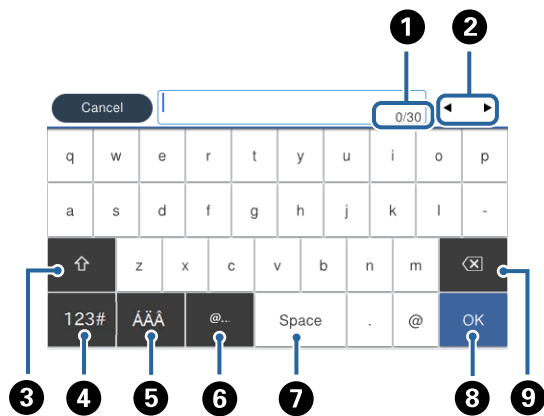 1 2
Cancel 0/30
q w e r t y u i o p
a s d f g h j k l -
z x c v b n m
123# ÁÄÂ @... Space . @ OK
3 4 5 6 7 8 9